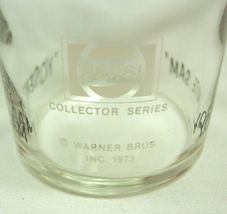 PEPSI
COLLECTOR SERIES
© WARNER BROS
INC. 1973